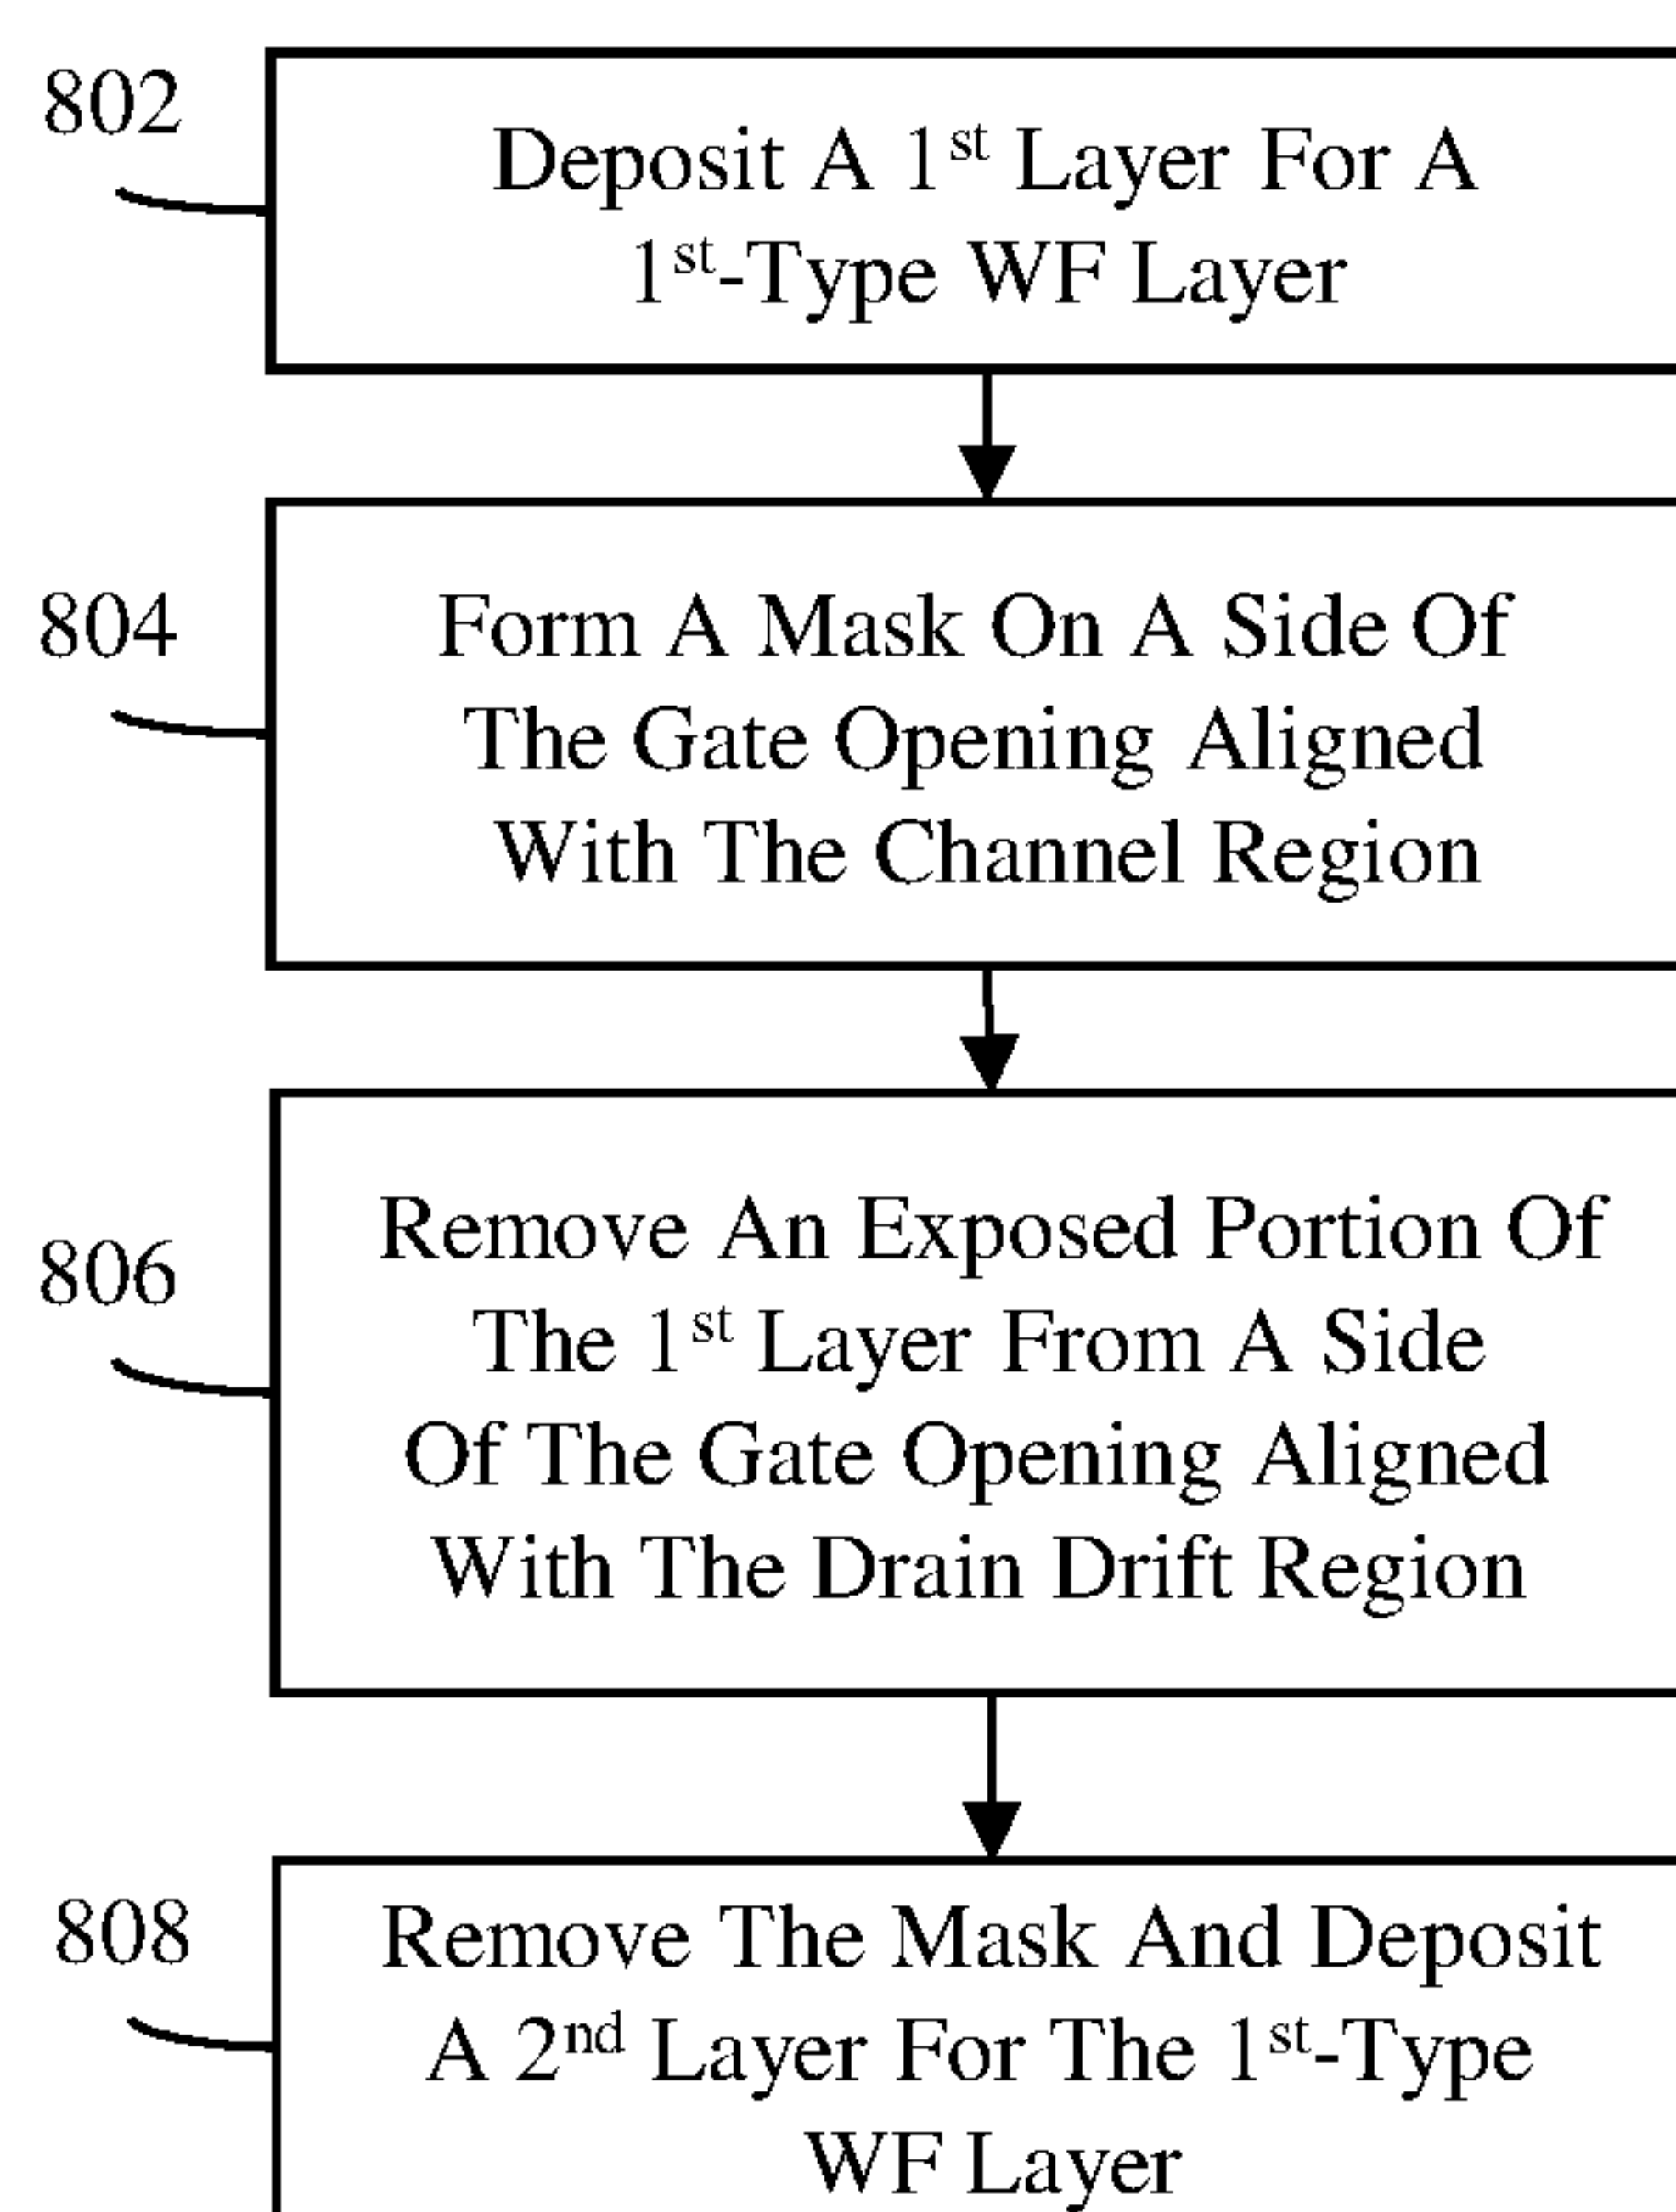 802
Deposit A 1st Layer For A
1st-Type WF Layer
804
Form A Mask On A Side Of
The Gate Opening Aligned
With The Channel Region
806
Remove An Exposed Portion Of
The 1st Layer From A Side
Of The Gate Opening Aligned
With The Drain Drift Region
808
Remove The Mask And Deposit
A 2nd Layer For The 1st-Type
WF Layer